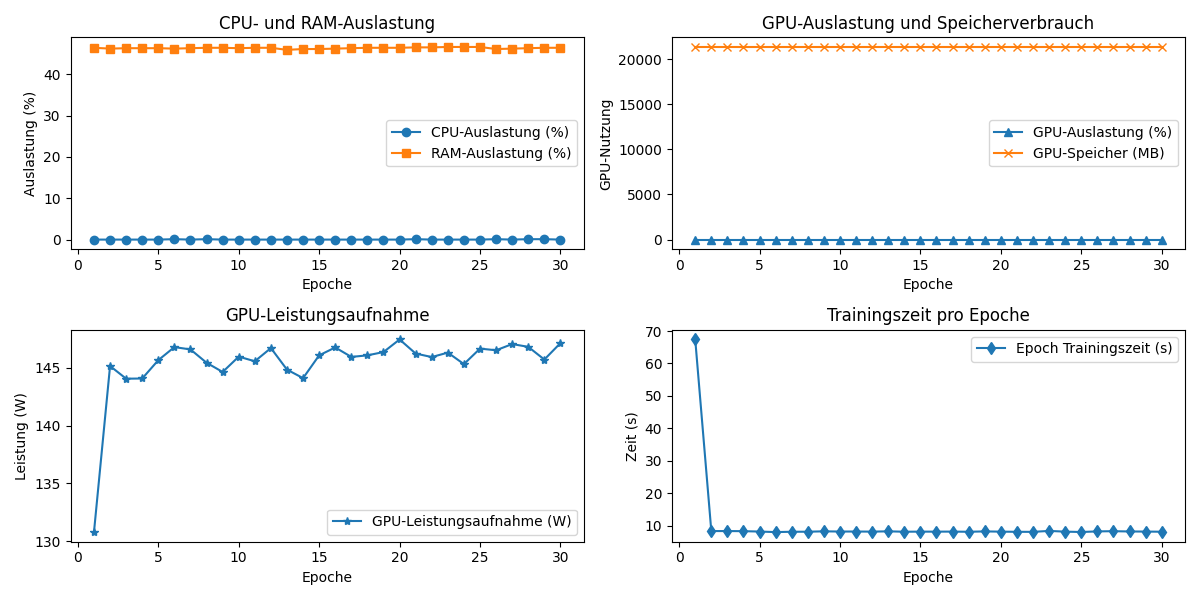 CPU- und RAM-Auslastung
Auslastung (%)
40
30
20
10
0
CPU-Auslastung (%)
RAM-Auslastung (%)
0 5 10 15 20 25 30
Epoche
GPU-Auslastung und Speicherverbrauch
GPU-Nutzung
20000
15000
10000
5000
0
GPU-Auslastung (%)
GPU-Speicher (MB)
0 5 10 15 20 25 30
Epoche
GPU-Leistungsaufnahme
Leistung (W)
145
140
135
130
GPU-Leistungsaufnahme (W)
0 5 10 15 20 25 30
Epoche
Trainingszeit pro Epoche
Zeit (s)
70
60
50
40
30
20
10
Epoch Trainingszeit (s)
0 5 10 15 20 25 30
Epoche